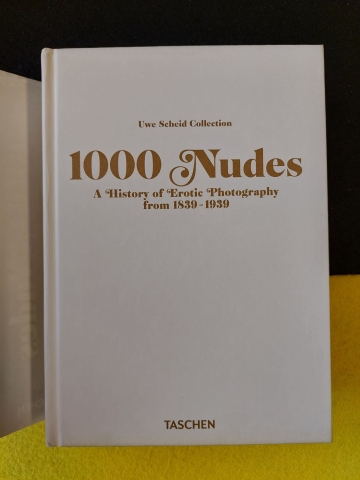 Uwe Scheid Collection
1000 Nudes
A History of Erotic Photography
from 1839–1939
TASCHEN